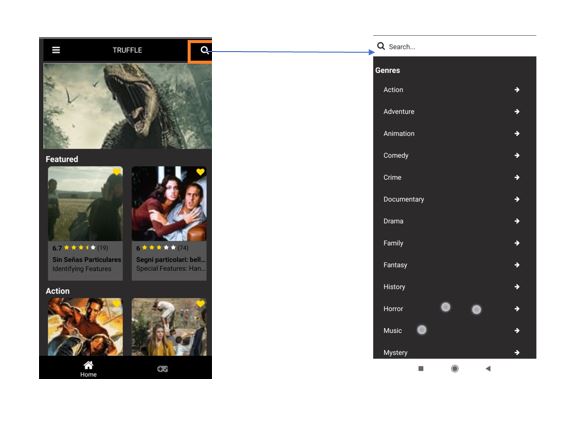 TRUFFLE
Featured
6.7 (19)
Sin Señas Particulares
Identifying Features
6 (74)
Segni particolari: bell...
Special Features: Han...
Action
Home
Search...
Genres
Action
Adventure
Animation
Comedy
Crime
Documentary
Drama
Family
Fantasy
History
Horror
Music
Mystery